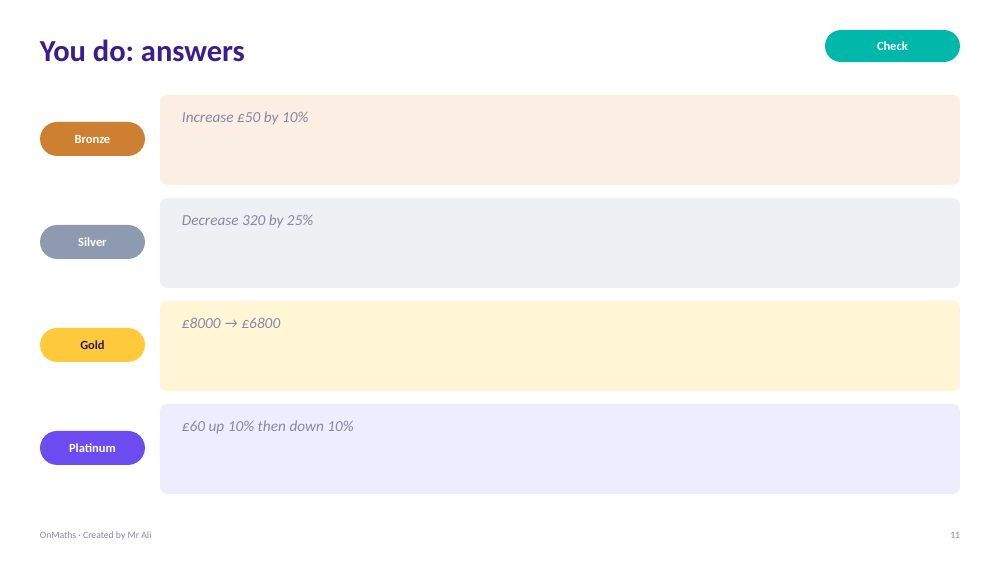 You do: answers
Check
Bronze
Increase £50 by 10%
Silver
Decrease 320 by 25%
Gold
£8000 → £6800
Platinum
£60 up 10% then down 10%
OnMaths · Created by Mr Ali
11